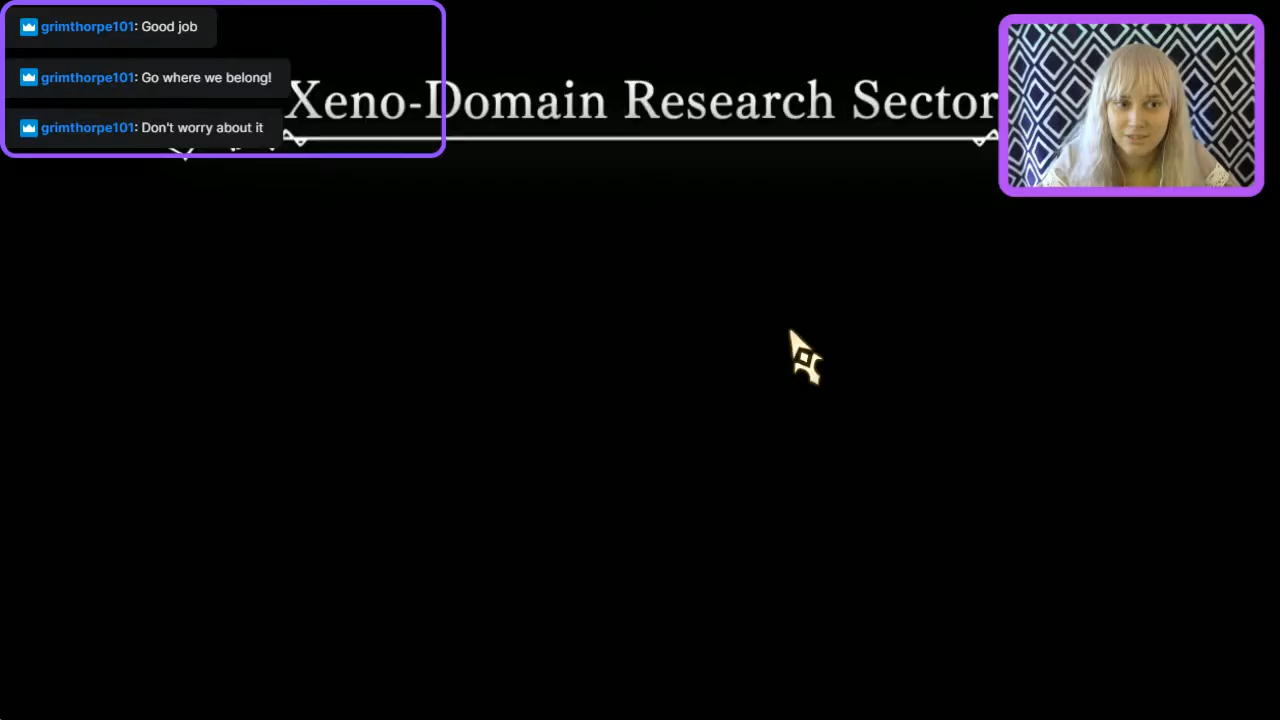 grimthorpe101: Good job
grimthorpe101: Go where we belong!
grimthorpe101: Don't worry about it
Xeno-Domain Research Sector